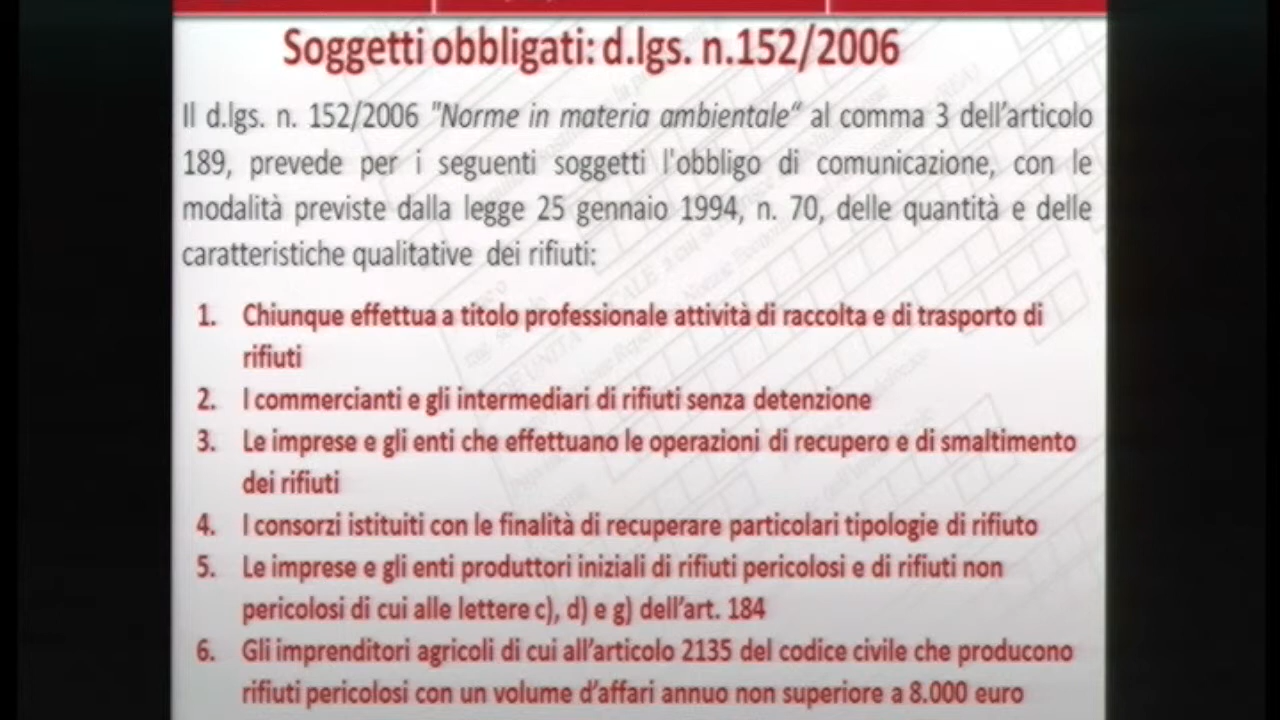 Soggetti obbligati: d.lgs. n.152/2006
Il d.lgs. n. 152/2006 "Norme in materia ambientale“ al comma 3 dell’articolo
189, prevede per i seguenti soggetti l'obbligo di comunicazione, con le
modalità previste dalla legge 25 gennaio 1994, n. 70, delle quantità e delle
caratteristiche qualitative dei rifiuti:
1. Chiunque effettua a titolo professionale attività di raccolta e di trasporto di
rifiuti
2. I commercianti e gli intermediari di rifiuti senza detenzione
3. Le imprese e gli enti che effettuano le operazioni di recupero e di smaltimento
dei rifiuti
4. I consorzi istituiti con le finalità di recuperare particolari tipologie di rifiuto
5. Le imprese e gli enti produttori iniziali di rifiuti pericolosi e di rifiuti non
pericolosi di cui alle lettere c), d) e g) dell’art. 184
6. Gli imprenditori agricoli di cui all’articolo 2135 del codice civile che producono
rifiuti pericolosi con un volume d’affari annuo non superiore a 8.000 euro